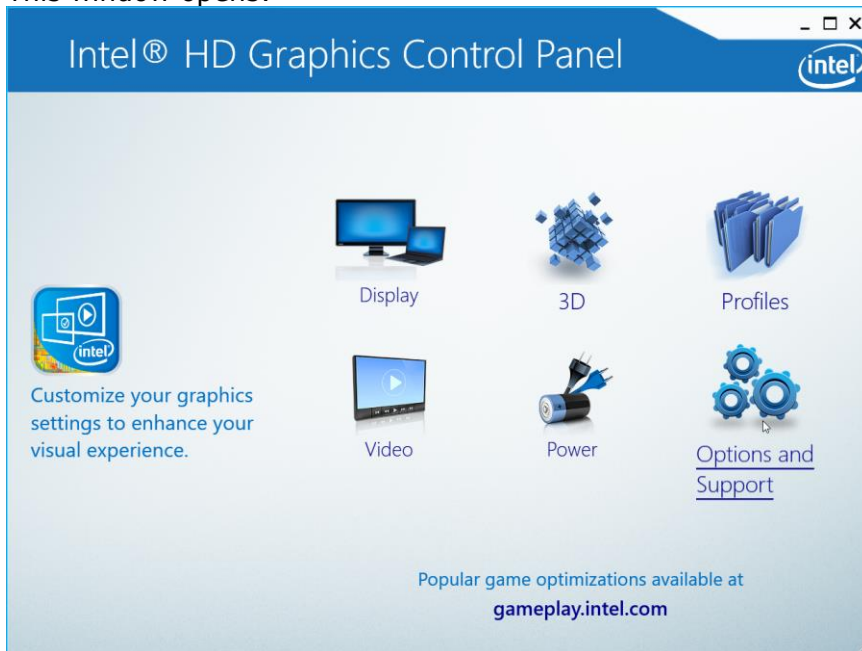 This window opens:
Intel® HD Graphics Control Panel
intel
Display
3D
Profiles
intel
Customize your graphics
settings to enhance your
visual experience.
Video
Power
Options and
Support
Popular game optimizations available at
gameplay.intel.com